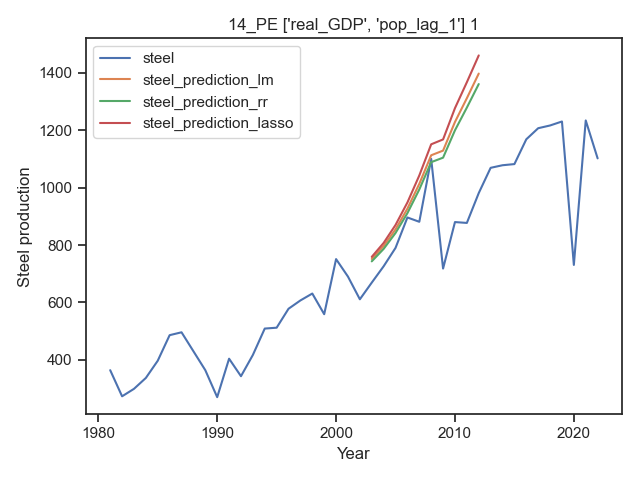 14_PE ['real_GDP', 'pop_lag_1'] 1
steel
steel_prediction_lm
steel_prediction_rr
steel_prediction_lasso
Steel production
1400
1200
1000
800
600
400
1980
1990
2000
2010
2020
Year